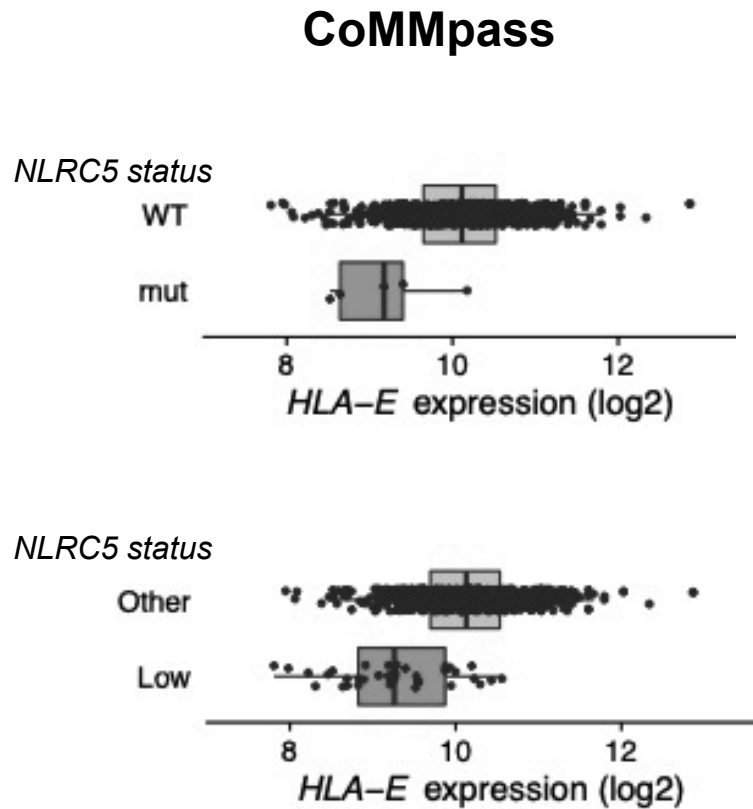 CoMMpass
NLRC5 status
WT
mut
8 10 12
HLA−E expression (log2)
NLRC5 status
Other
Low
8 10 12
HLA−E expression (log2)